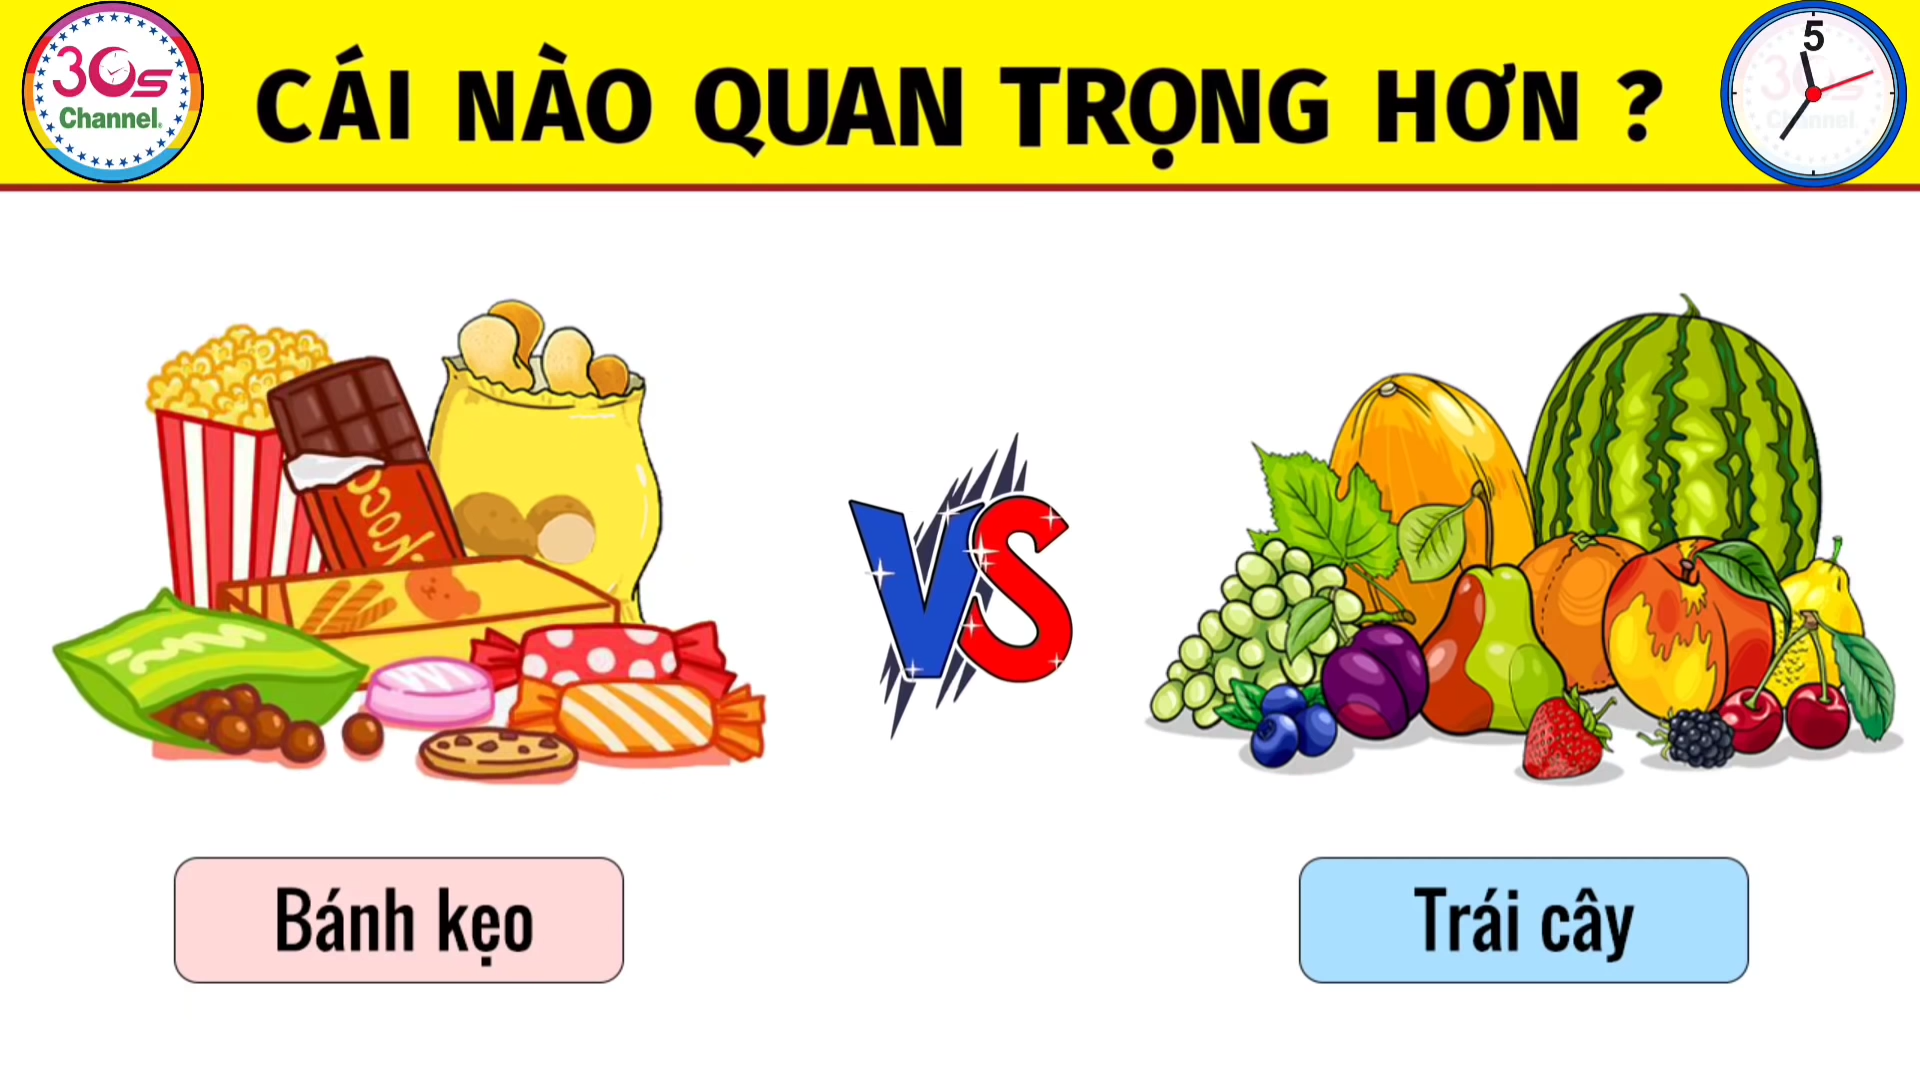 30s
Channel
CÁI NÀO QUAN TRỌNG HƠN ?
5
VS
Bánh kẹo
Trái cây